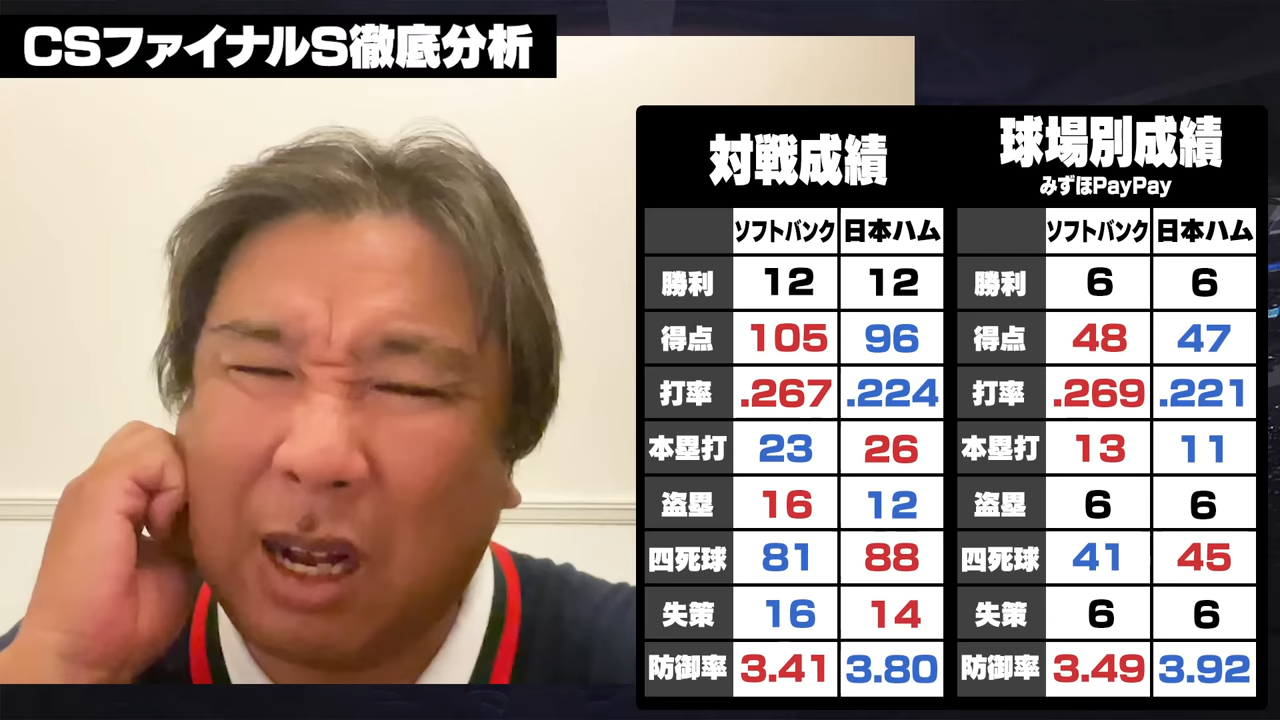 CSファイナルS徹底分析
対戦成績
ソフトバンク 日本ハム
勝利 12 12
得点 105 96
打率 .267 .224
本塁打 23 26
盗塁 16 12
四死球 81 88
失策 16 14
防御率 3.41 3.80
球場別成績
みずほPayPay
ソフトバンク 日本ハム
勝利 6 6
得点 48 47
打率 .269 .221
本塁打 13 11
盗塁 6 6
四死球 41 45
失策 6 6
防御率 3.49 3.92